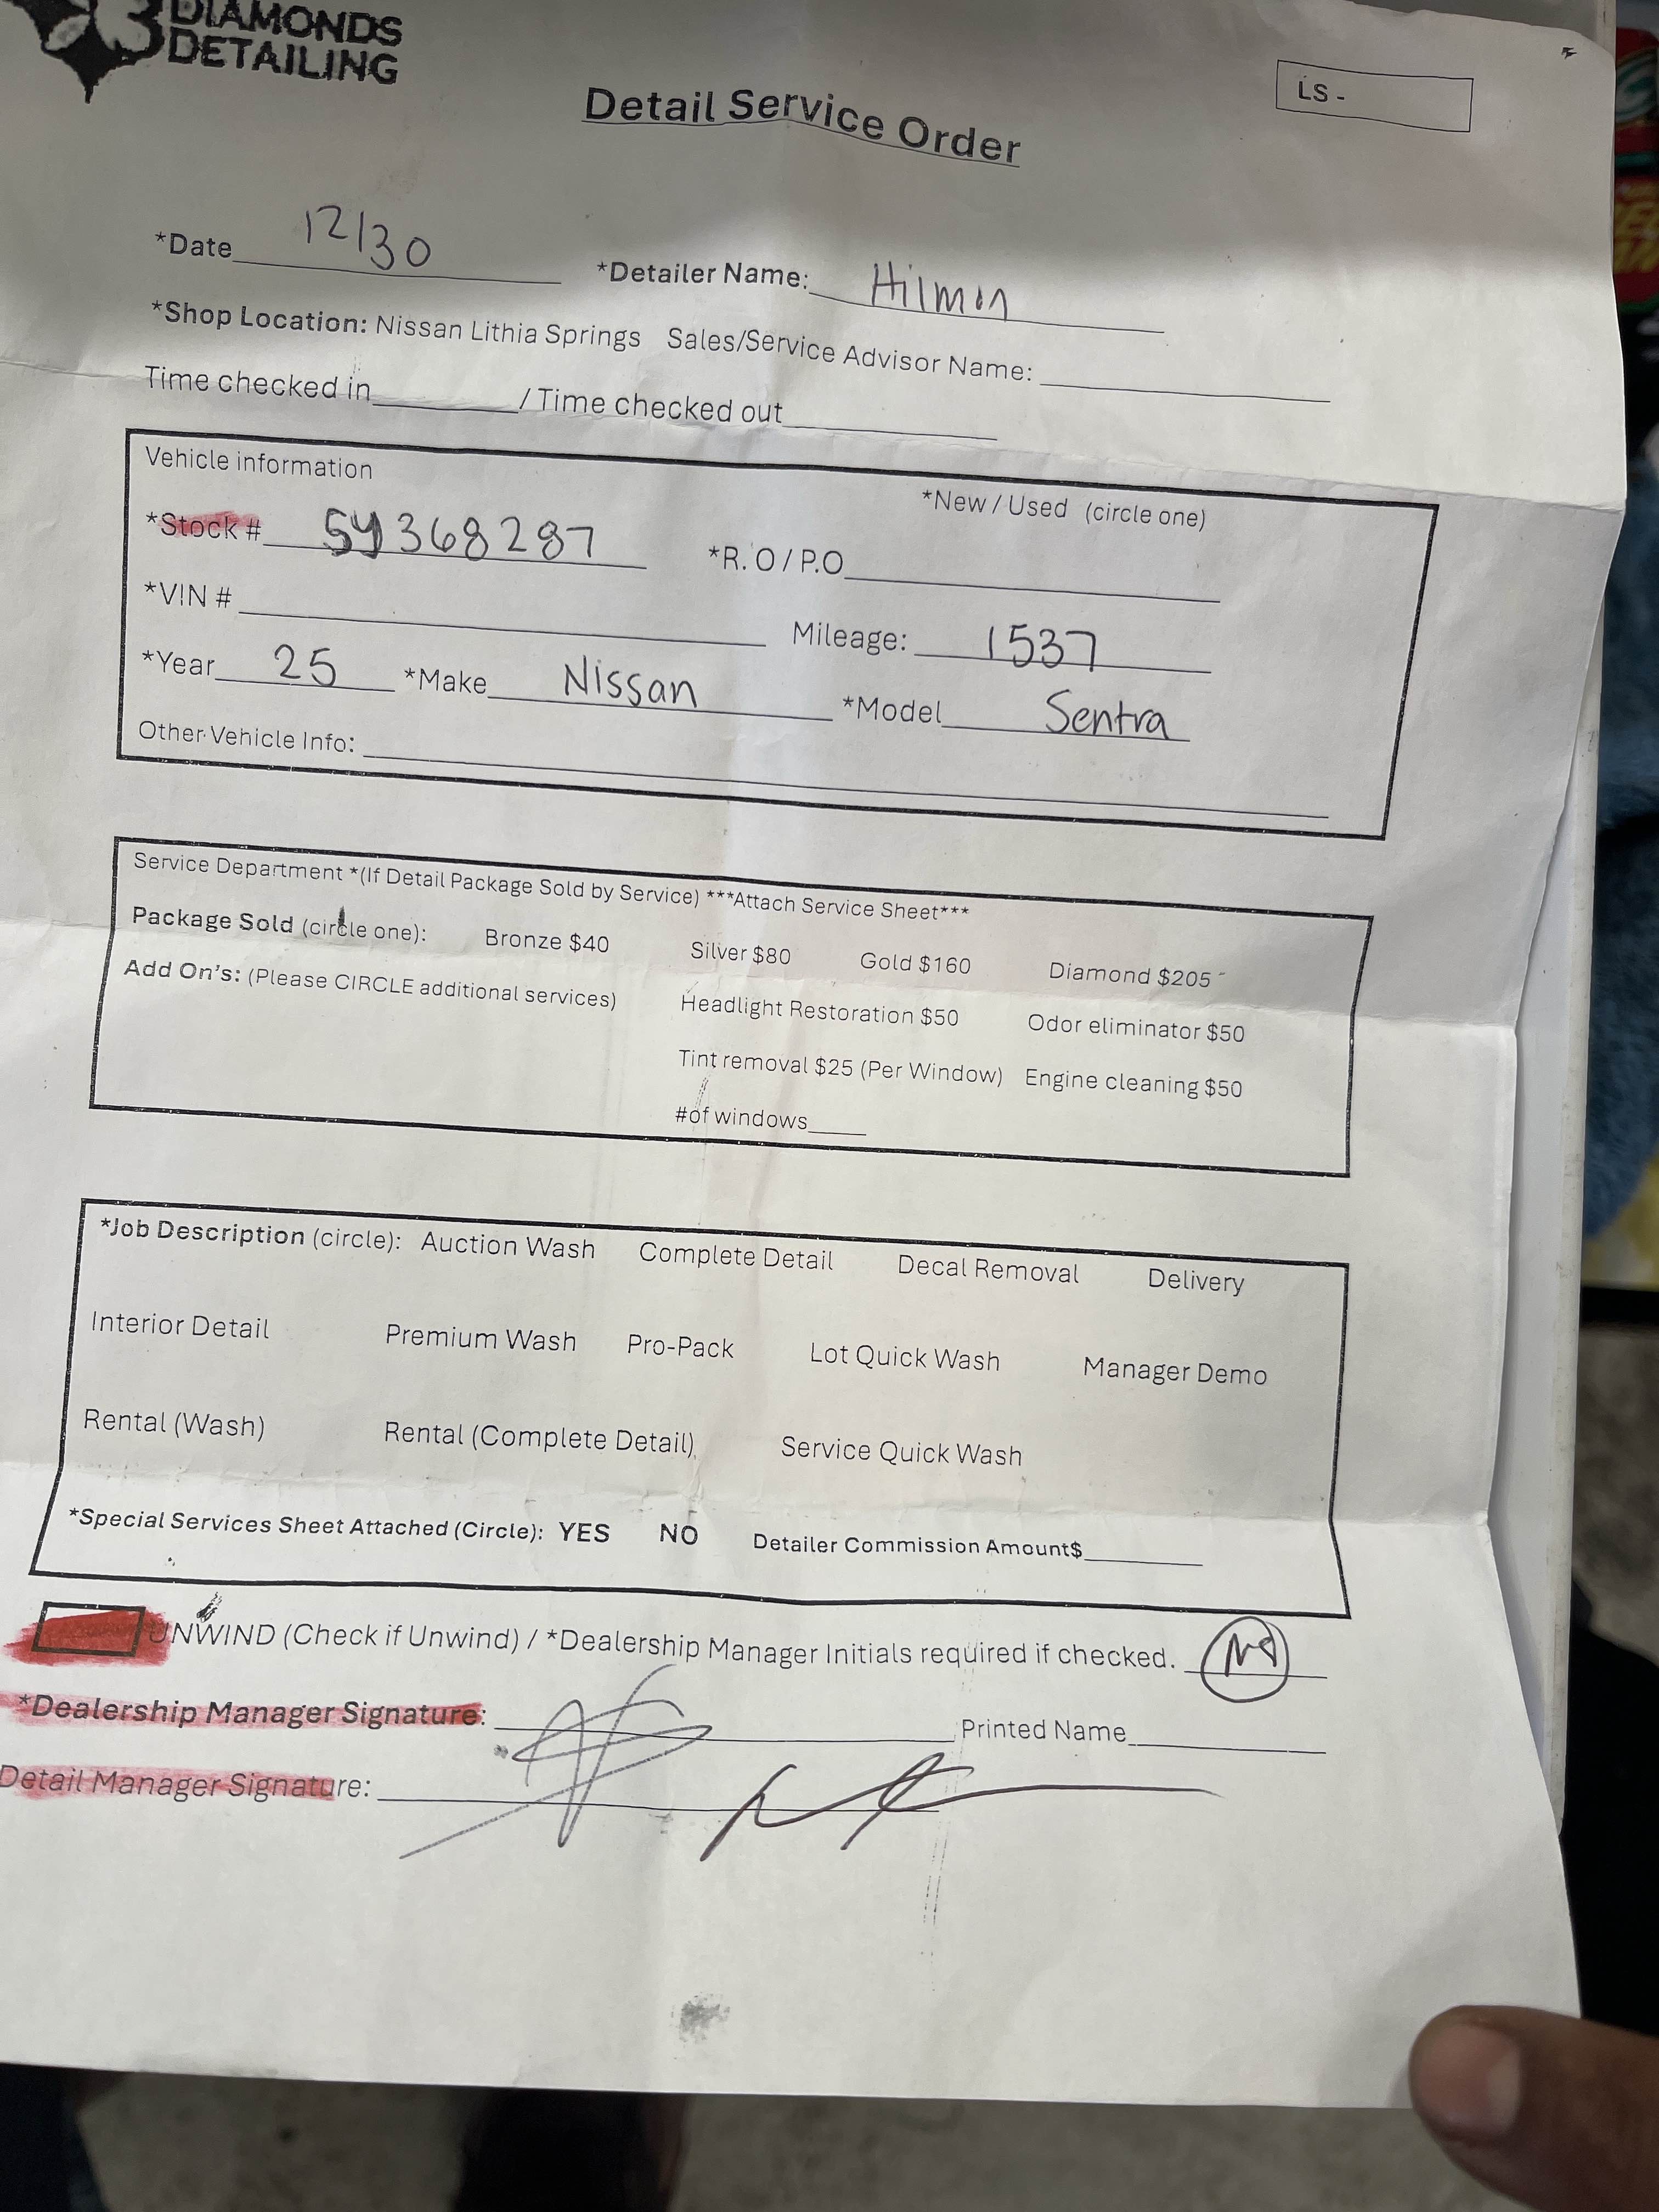 DIAMONDS
DETAILING
LS -
Detail Service Order
*Date 12/30 *Detailer Name: Hilmon
*Shop Location: Nissan Lithia Springs Sales/Service Advisor Name:
Time checked in / Time checked out
Vehicle information
*New / Used (circle one)
*Stock # SY368287 *R.O / P.O
*VIN # Mileage: 1537
*Year 25 *Make Nissan *Model Sentra
Other Vehicle Info:
Service Department *(If Detail Package Sold by Service) ***Attach Service Sheet***
Package Sold (circle one): Bronze $40 Silver $80 Gold $160 Diamond $205
Add On's: (Please CIRCLE additional services) Headlight Restoration $50 Odor eliminator $50
Tint removal $25 (Per Window) Engine cleaning $50
#of windows
*Job Description (circle): Auction Wash Complete Detail Decal Removal Delivery
Interior Detail Premium Wash Pro-Pack Lot Quick Wash Manager Demo
Rental (Wash) Rental (Complete Detail) Service Quick Wash
*Special Services Sheet Attached (Circle): YES NO Detailer Commission Amount$
UNWIND (Check if Unwind) / *Dealership Manager Initials required if checked.
*Dealership Manager Signature: Printed Name
Detail Manager Signature: